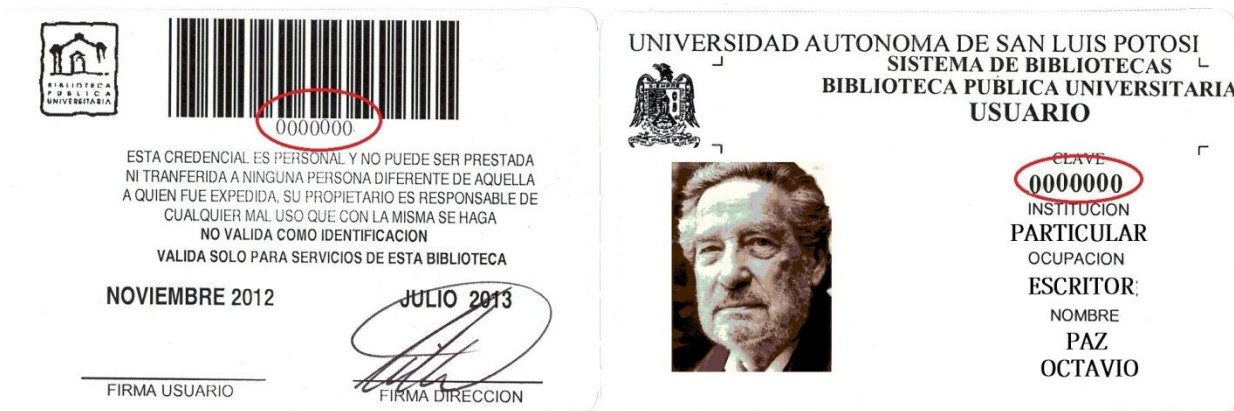 BIBLIOTECA
PUBLICA
UNIVERSITARIA
0000000
ESTA CREDENCIAL ES PERSONAL Y NO PUEDE SER PRESTADA
NI TRANFERIDA A NINGUNA PERSONA DIFERENTE DE AQUELLA
A QUIEN FUE EXPEDIDA, SU PROPIETARIO ES RESPONSABLE DE
CUALQUIER MAL USO QUE CON LA MISMA SE HAGA
NO VALIDA COMO IDENTIFICACION
VALIDA SOLO PARA SERVICIOS DE ESTA BIBLIOTECA
NOVIEMBRE 2012 JULIO 2013
FIRMA USUARIO FIRMA DIRECCION
UNIVERSIDAD AUTONOMA DE SAN LUIS POTOSI
SISTEMA DE BIBLIOTECAS
BIBLIOTECA PUBLICA UNIVERSITARIA
USUARIO
CLAVE
0000000
INSTITUCION
PARTICULAR
OCUPACION
ESCRITOR
NOMBRE
PAZ
OCTAVIO